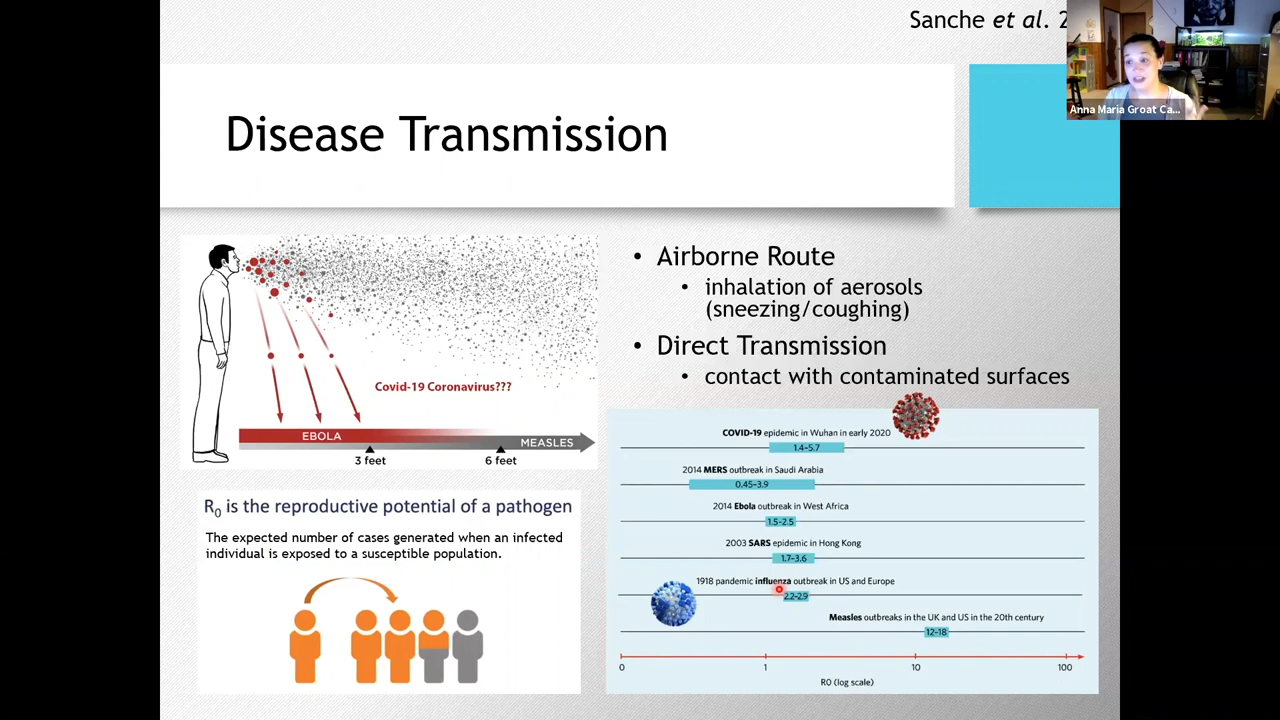 Sanche et al. 2
Anna Maria Groat Ca...
Disease Transmission
• Airborne Route
• inhalation of aerosols
(sneezing/coughing)
• Direct Transmission
• contact with contaminated surfaces
Covid-19 Coronavirus???
EBOLA
MEASLES
3 feet
6 feet
R0 is the reproductive potential of a pathogen
The expected number of cases generated when an infected
individual is exposed to a susceptible population.
COVID-19 epidemic in Wuhan in early 2020
1.4-5.7
2014 MERS outbreak in Saudi Arabia
0.45-3.9
2014 Ebola outbreak in West Africa
1.5-2.5
2003 SARS epidemic in Hong Kong
1.7-3.6
1918 pandemic influenza outbreak in US and Europe
2.2-2.9
Measles outbreaks in the UK and US in the 20th century
12-18
0 1 10 100
R0 (log scale)